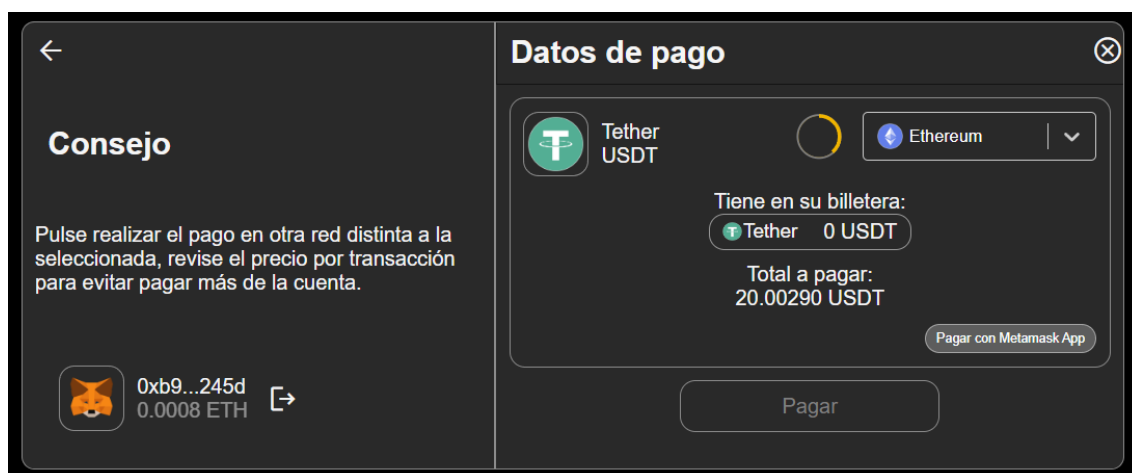 Consejo
Pulse realizar el pago en otra red distinta a la
seleccionada, revise el precio por transacción
para evitar pagar más de la cuenta.
0xb9...245d
0.0008 ETH
Datos de pago
Tether
USDT
Ethereum
Tiene en su billetera:
Tether 0 USDT
Total a pagar:
20.00290 USDT
Pagar con Metamask App
Pagar